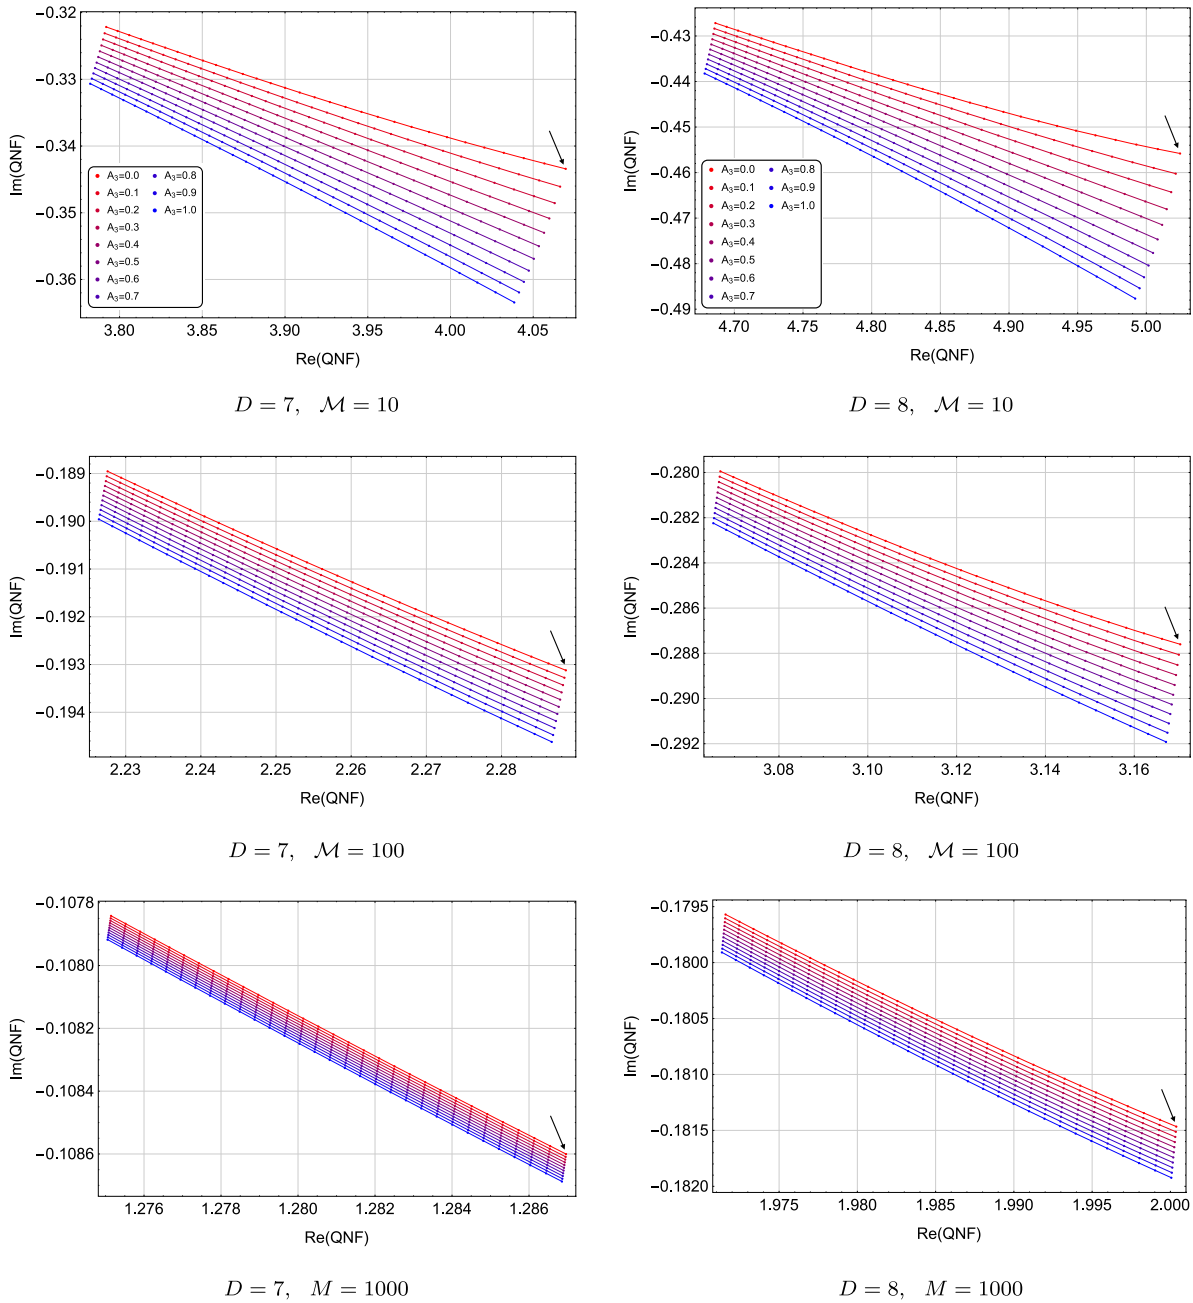 −0.32
−0.33
−0.34
−0.35
−0.36
Im(QNF)
A₃=0.0 A₃=0.8
A₃=0.1 A₃=0.9
A₃=0.2 A₃=1.0
A₃=0.3
A₃=0.4
A₃=0.5
A₃=0.6
A₃=0.7
3.80 3.85 3.90 3.95 4.00 4.05
Re(QNF)
D = 7, ℳ = 10
−0.43
−0.44
−0.45
−0.46
−0.47
−0.48
−0.49
Im(QNF)
A₃=0.0 A₃=0.8
A₃=0.1 A₃=0.9
A₃=0.2 A₃=1.0
A₃=0.3
A₃=0.4
A₃=0.5
A₃=0.6
A₃=0.7
4.70 4.75 4.80 4.85 4.90 4.95 5.00
Re(QNF)
D = 8, ℳ = 10
−0.189
−0.190
−0.191
−0.192
−0.193
−0.194
Im(QNF)
2.23 2.24 2.25 2.26 2.27 2.28
Re(QNF)
D = 7, ℳ = 100
−0.280
−0.282
−0.284
−0.286
−0.288
−0.290
−0.292
Im(QNF)
3.08 3.10 3.12 3.14 3.16
Re(QNF)
D = 8, ℳ = 100
−0.1078
−0.1080
−0.1082
−0.1084
−0.1086
Im(QNF)
1.276 1.278 1.280 1.282 1.284 1.286
Re(QNF)
D = 7, M = 1000
−0.1795
−0.1800
−0.1805
−0.1810
−0.1815
−0.1820
Im(QNF)
1.975 1.980 1.985 1.990 1.995 2.000
Re(QNF)
D = 8, M = 1000